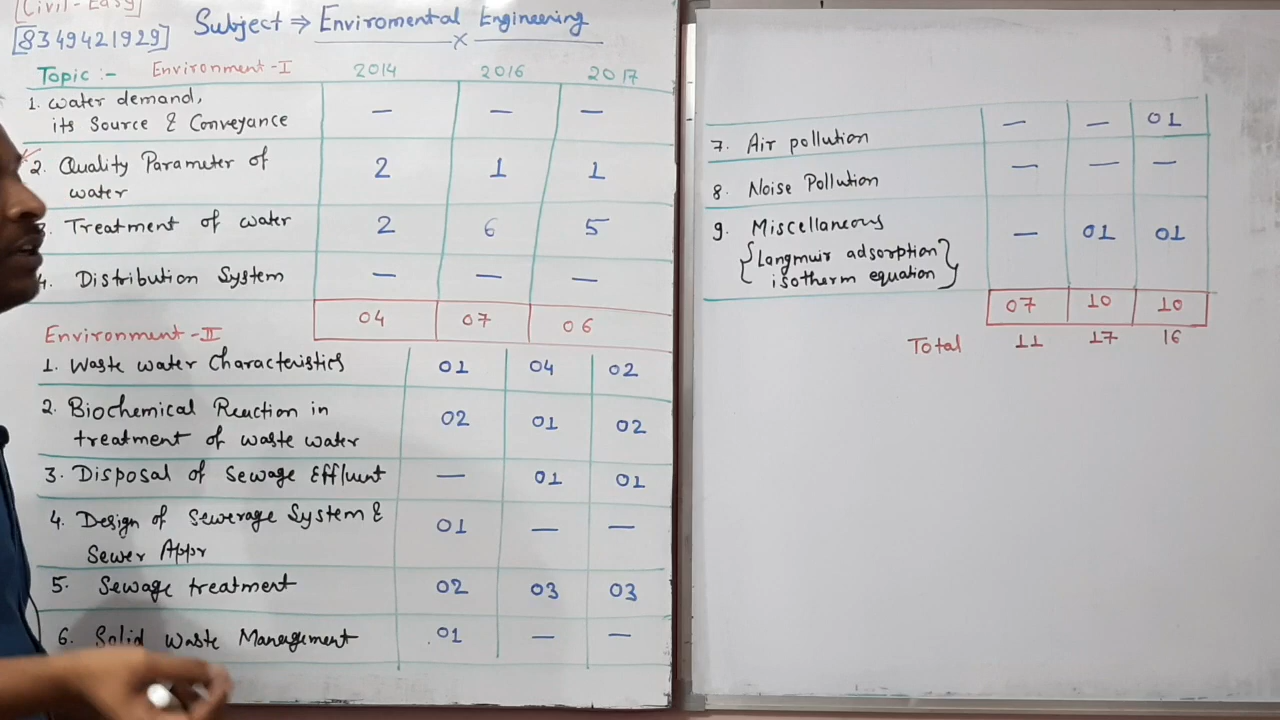 [Civil-Easy]
[8349421929]
Subject ⇒ Enviromental Engineering
Topic :- Environment-I 2014 2016 2017
1. Water demand,
its Source & Conveyance — — —
2. Quality Parameter of
water 2 1 1
Treatment of water 2 6 5
4. Distribution System — — —
04 07 06
Environment-II
1. Waste water Characteristics 01 04 02
2. Biochemical Reaction in
treatment of waste water 02 01 02
3. Disposal of Sewage Effluent — 01 01
4. Design of Sewerage System &
Sewer Appr 01 — —
5. Sewage treatment 02 03 03
6. Solid Waste Management 01 — —
7. Air pollution — — 01
8. Noise Pollution — — —
9. Miscellaneous — 01 01
{Langmuir adsorption
isotherm equation}
07 10 10
Total 11 17 16